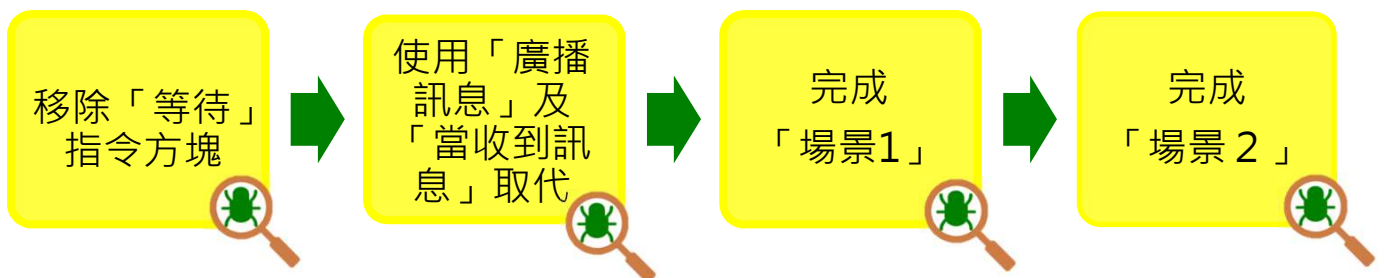 移除「等待」
指令方塊
使用「廣播
訊息」及
「當收到訊
息」取代
完成
「場景1」
完成
「場景２」